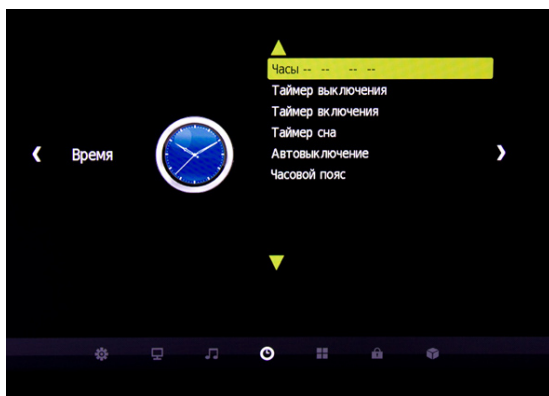 Время
Часы -- -- -- --
Таймер выключения
Таймер включения
Таймер сна
Автовыключение
Часовой пояс